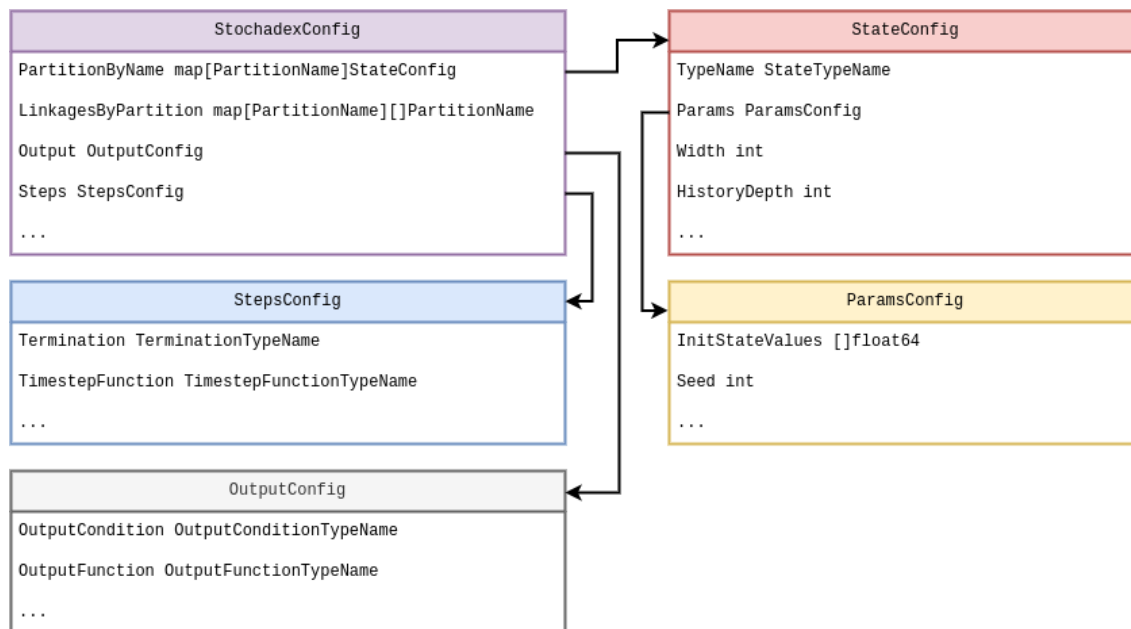 StochadexConfig
PartitionByName map[PartitionName]StateConfig
LinkagesByPartition map[PartitionName][]PartitionName
Output OutputConfig
Steps StepsConfig
...
StateConfig
TypeName StateTypeName
Params ParamsConfig
Width int
HistoryDepth int
...
StepsConfig
Termination TerminationTypeName
TimestepFunction TimestepFunctionTypeName
...
ParamsConfig
InitStateValues []float64
Seed int
...
OutputConfig
OutputCondition OutputConditionTypeName
OutputFunction OutputFunctionTypeName
...